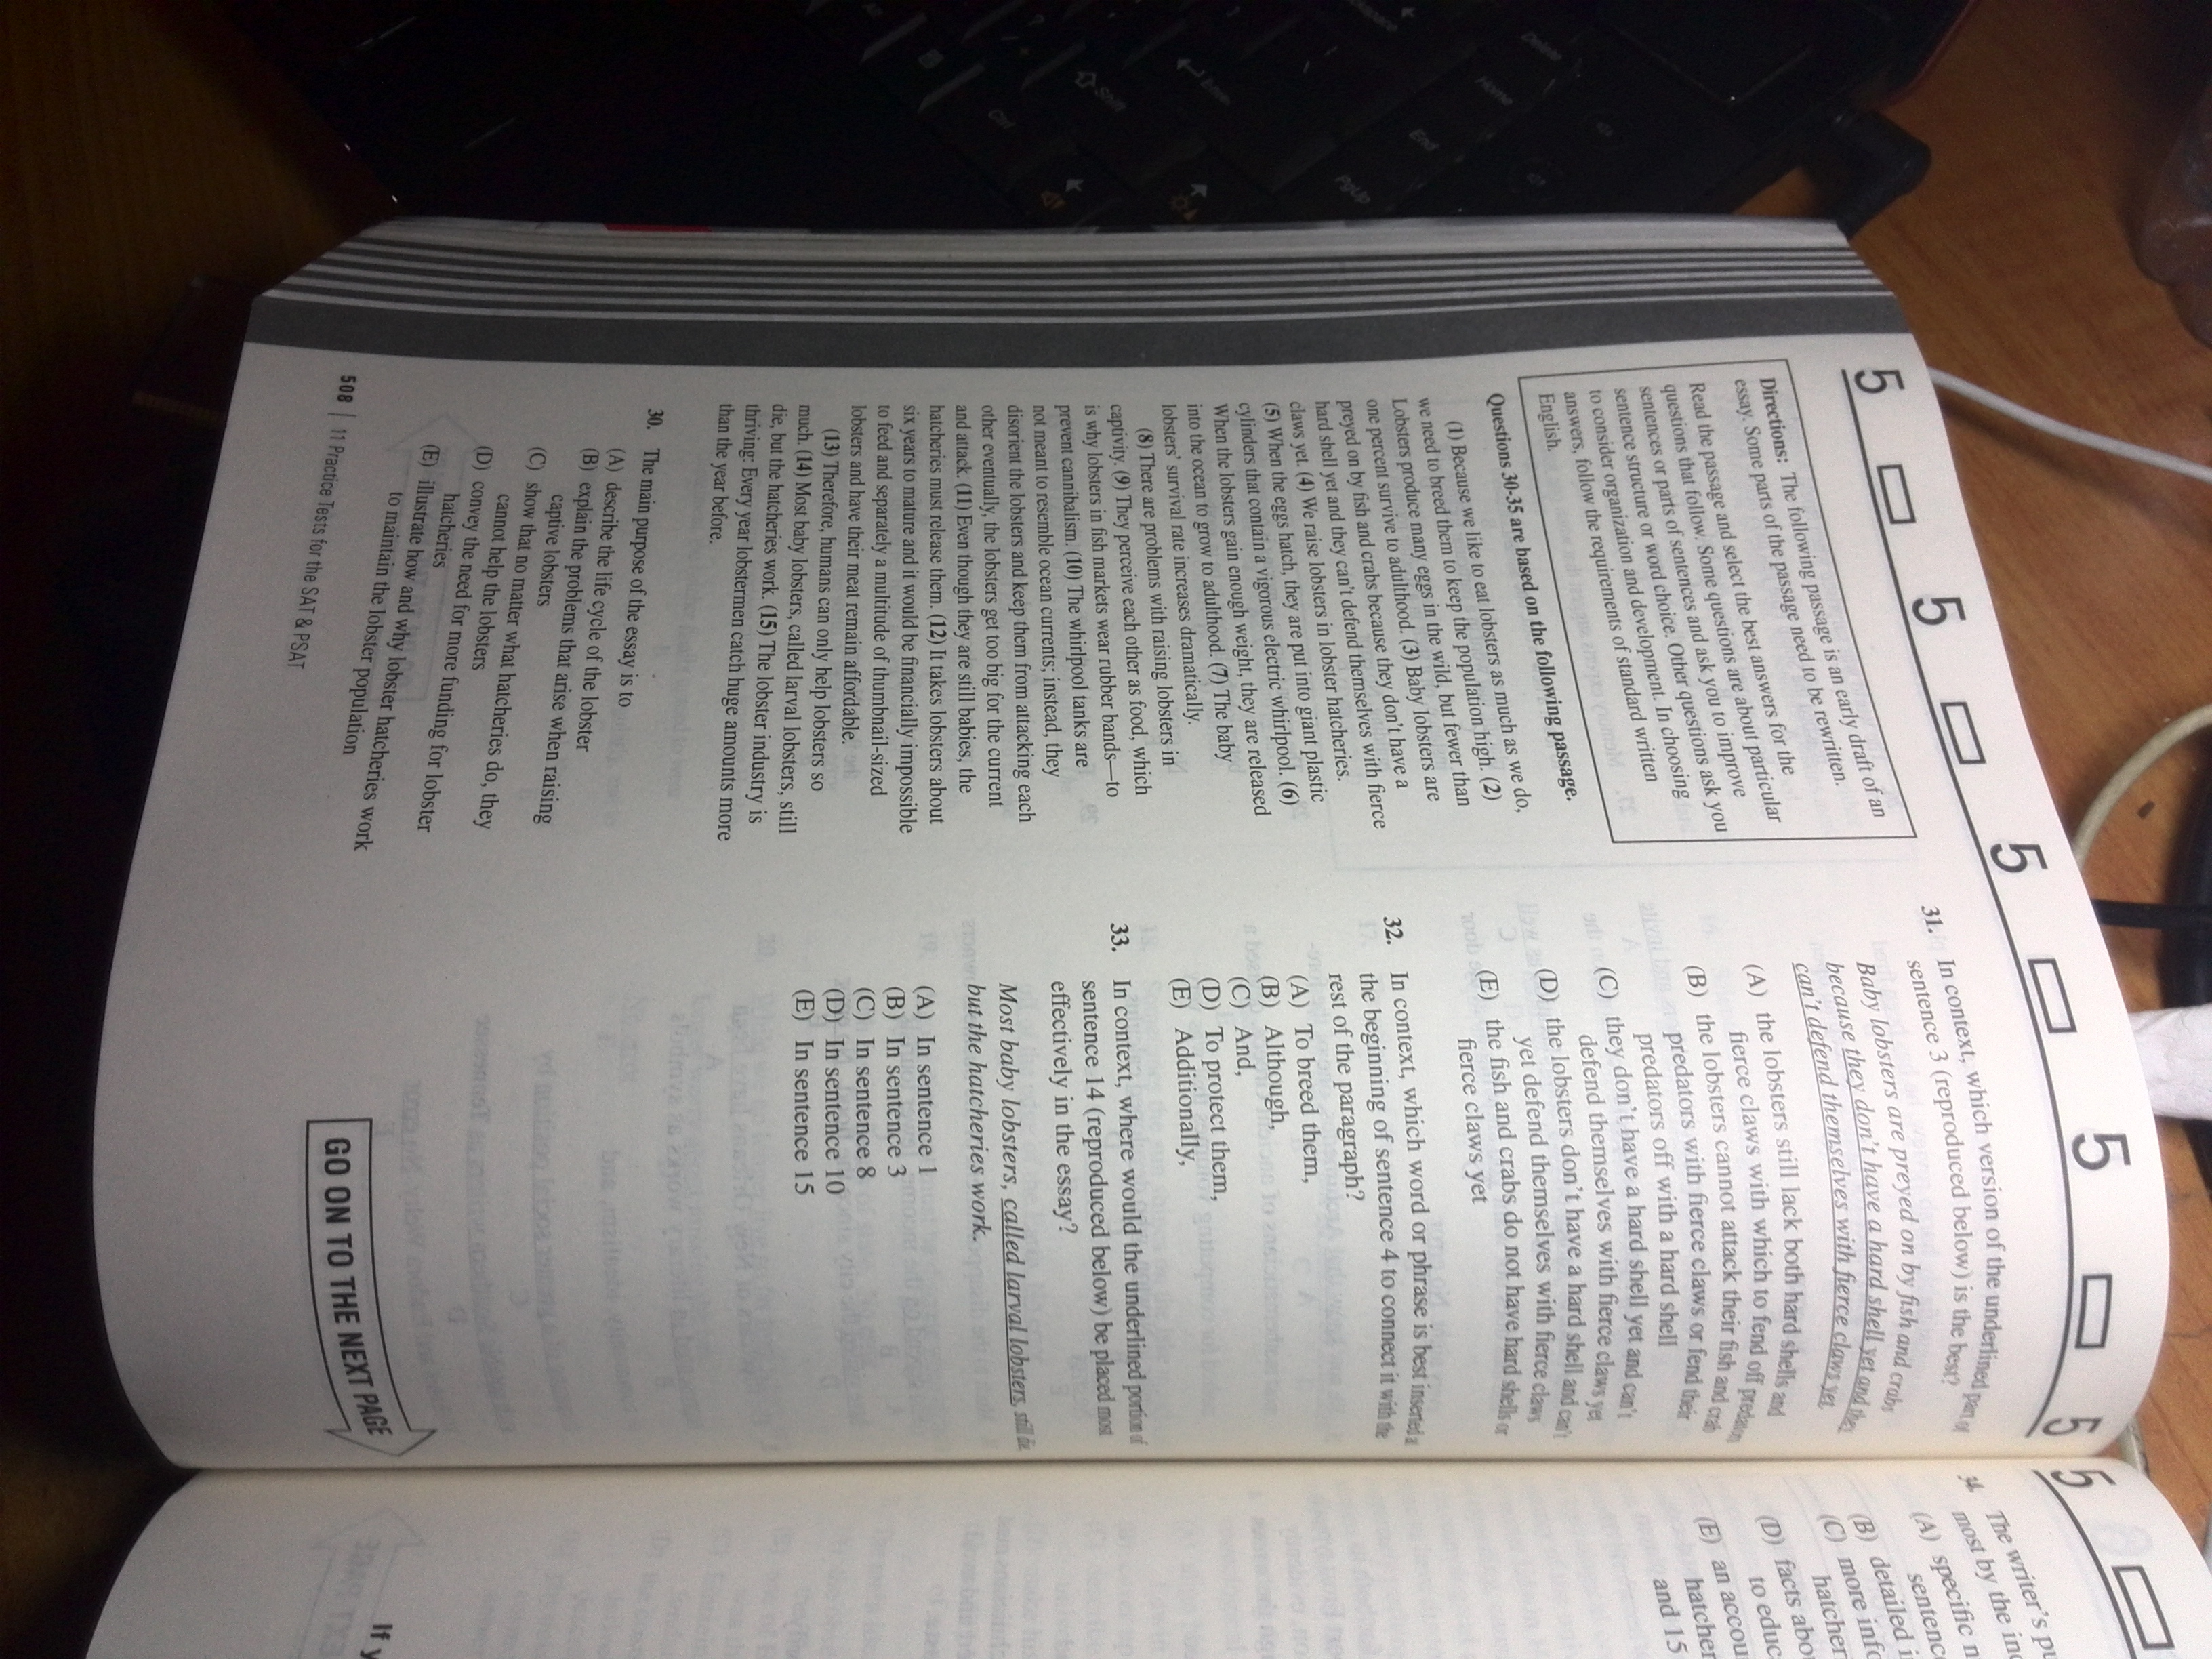 5 5 5 5
Directions: The following passage is an early draft of an
essay. Some parts of the passage need to be rewritten.
Read the passage and select the best answers for the
questions that follow. Some questions are about particular
sentences or parts of sentences and ask you to improve
sentence structure or word choice. Other questions ask you
to consider organization and development. In choosing
answers, follow the requirements of standard written
English.
Questions 30-35 are based on the following passage.
(1) Because we like to eat lobsters as much as we do,
we need to breed them to keep the population high. (2)
Lobsters produce many eggs in the wild, but fewer than
one percent survive to adulthood. (3) Baby lobsters are
preyed on by fish and crabs because they don't have a
hard shell yet and they can't defend themselves with fierce
claws yet. (4) We raise lobsters in lobster hatcheries.
(5) When the eggs hatch, they are put into giant plastic
cylinders that contain a vigorous electric whirlpool. (6)
When the lobsters gain enough weight, they are released
into the ocean to grow to adulthood. (7) The baby
lobsters' survival rate increases dramatically.
(8) There are problems with raising lobsters in
captivity. (9) They perceive each other as food, which
is why lobsters in fish markets wear rubber bands—to
prevent cannibalism. (10) The whirlpool tanks are
not meant to resemble ocean currents; instead, they
disorient the lobsters and keep them from attacking each
other eventually, the lobsters get too big for the current
and attack. (11) Even though they are still babies, the
hatcheries must release them. (12) It takes lobsters about
six years to mature and it would be financially impossible
to feed and separately a multitude of thumbnail-sized
lobsters and have their meat remain affordable.
(13) Therefore, humans can only help lobsters so
much. (14) Most baby lobsters, called larval lobsters, still
die, but the hatcheries work. (15) The lobster industry is
thriving: Every year lobstermen catch huge amounts more
than the year before.
30. The main purpose of the essay is to
(A) describe the life cycle of the lobster
(B) explain the problems that arise when raising
captive lobsters
(C) show that no matter what hatcheries do, they
cannot help the lobsters
(D) convey the need for more funding for lobster
hatcheries
(E) illustrate how and why lobster hatcheries work
to maintain the lobster population
508 | 11 Practice Tests for the SAT & PSAT
31. In context, which version of the underlined part of
sentence 3 (reproduced below) is the best?
Baby lobsters are preyed on by fish and crabs
because they don't have a hard shell yet and they
can't defend themselves with fierce claws yet.
(A) the lobsters still lack both hard shells and
fierce claws with which to fend off predators
(B) the lobsters cannot attack their fish and crab
predators with fierce claws or fend their
predators off with a hard shell
(C) they don't have a hard shell yet and can't
defend themselves with fierce claws yet
(D) the lobsters don't have a hard shell and can't
yet defend themselves with fierce claws
(E) the fish and crabs do not have hard shells or
fierce claws yet
32. In context, which word or phrase is best inserted at
the beginning of sentence 4 to connect it with the
rest of the paragraph?
(A) To breed them,
(B) Although,
(C) And,
(D) To protect them,
(E) Additionally,
33. In context, where would the underlined portion of
sentence 14 (reproduced below) be placed most
effectively in the essay?
Most baby lobsters, called larval lobsters, still die,
but the hatcheries work.
(A) In sentence 1
(B) In sentence 3
(C) In sentence 8
(D) In sentence 10
(E) In sentence 15
GO ON TO THE NEXT PAGE
5
34. The writer's
most by the
(A) specific
(B) detailed
(C) more
(D) facts
to
(E) an
and 15
If
Home
End
PgUp
Enter
Shift
Ctrl